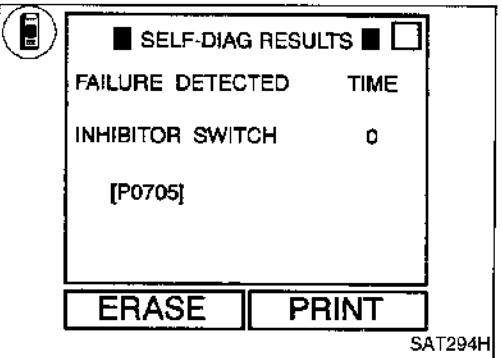 SELF-DIAG RESULTS
FAILURE DETECTED TIME
INHIBITOR SWITCH 0
[P0705]
ERASE PRINT
SAT294H